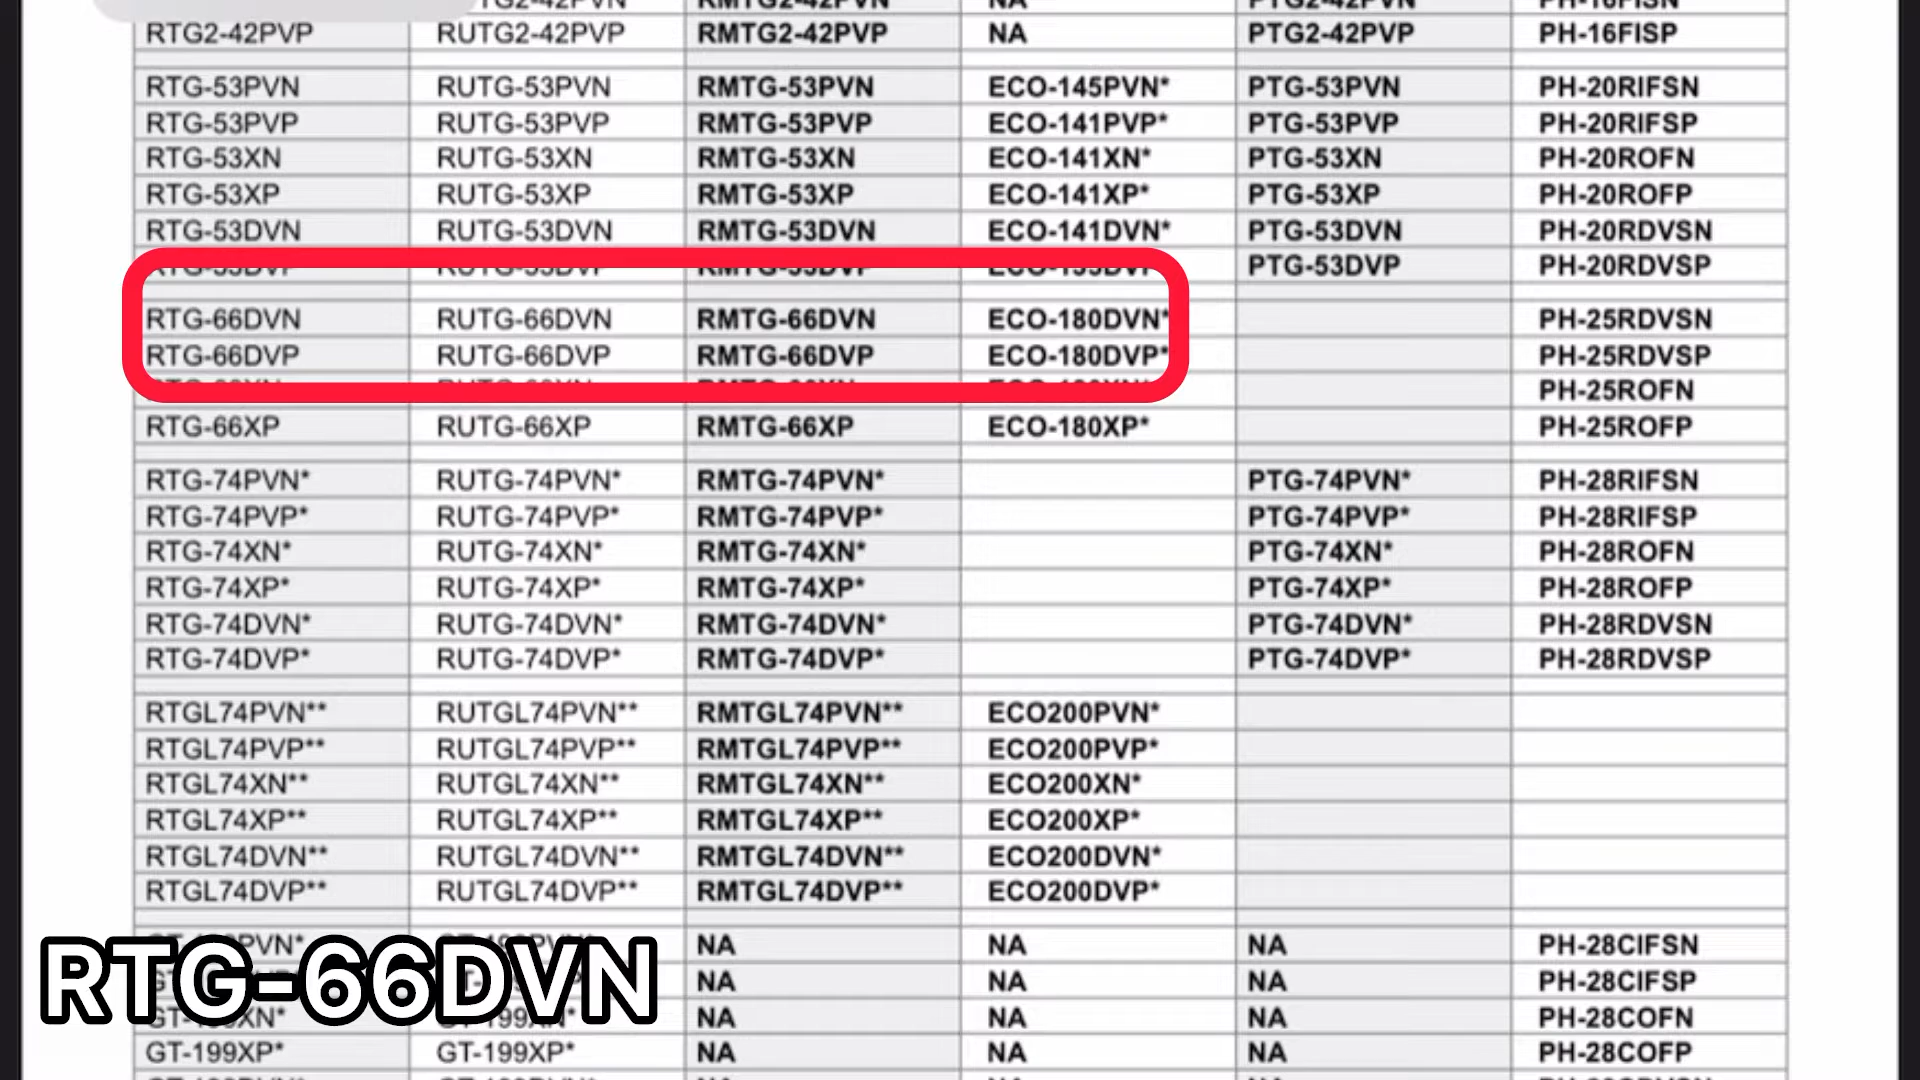 RTG2-42PVP RUTG2-42PVP RMTG2-42PVP NA PTG2-42PVP PH-16FISP
RTG-53PVN RUTG-53PVN RMTG-53PVN ECO-145PVN* PTG-53PVN PH-20RIFSN
RTG-53PVP RUTG-53PVP RMTG-53PVP ECO-141PVP* PTG-53PVP PH-20RIFSP
RTG-53XN RUTG-53XN RMTG-53XN ECO-141XN* PTG-53XN PH-20ROFN
RTG-53XP RUTG-53XP RMTG-53XP ECO-141XP* PTG-53XP PH-20ROFP
RTG-53DVN RUTG-53DVN RMTG-53DVN ECO-141DVN* PTG-53DVN PH-20RDVSN
PTG-53DVP PH-20RDVSP
RTG-66DVN RUTG-66DVN RMTG-66DVN ECO-180DVN* PH-25RDVSN
RTG-66DVP RUTG-66DVP RMTG-66DVP ECO-180DVP* PH-25RDVSP
PH-25ROFN
RTG-66XP RUTG-66XP RMTG-66XP ECO-180XP* PH-25ROFP
RTG-74PVN* RUTG-74PVN* RMTG-74PVN* PTG-74PVN* PH-28RIFSN
RTG-74PVP* RUTG-74PVP* RMTG-74PVP* PTG-74PVP* PH-28RIFSP
RTG-74XN* RUTG-74XN* RMTG-74XN* PTG-74XN* PH-28ROFN
RTG-74XP* RUTG-74XP* RMTG-74XP* PTG-74XP* PH-28ROFP
RTG-74DVN* RUTG-74DVN* RMTG-74DVN* PTG-74DVN* PH-28RDVSN
RTG-74DVP* RUTG-74DVP* RMTG-74DVP* PTG-74DVP* PH-28RDVSP
RTGL74PVN** RUTGL74PVN** RMTGL74PVN** ECO200PVN*
RTGL74PVP** RUTGL74PVP** RMTGL74PVP** ECO200PVP*
RTGL74XN** RUTGL74XN** RMTGL74XN** ECO200XN*
RTGL74XP** RUTGL74XP** RMTGL74XP** ECO200XP*
RTGL74DVN** RUTGL74DVN** RMTGL74DVN** ECO200DVN*
RTGL74DVP** RUTGL74DVP** RMTGL74DVP** ECO200DVP*
NA NA NA PH-28CIFSN
NA NA NA PH-28CIFSP
NA NA NA PH-28COFN
GT-199XP* GT-199XP* NA NA NA PH-28COFP
RTG-66DVN